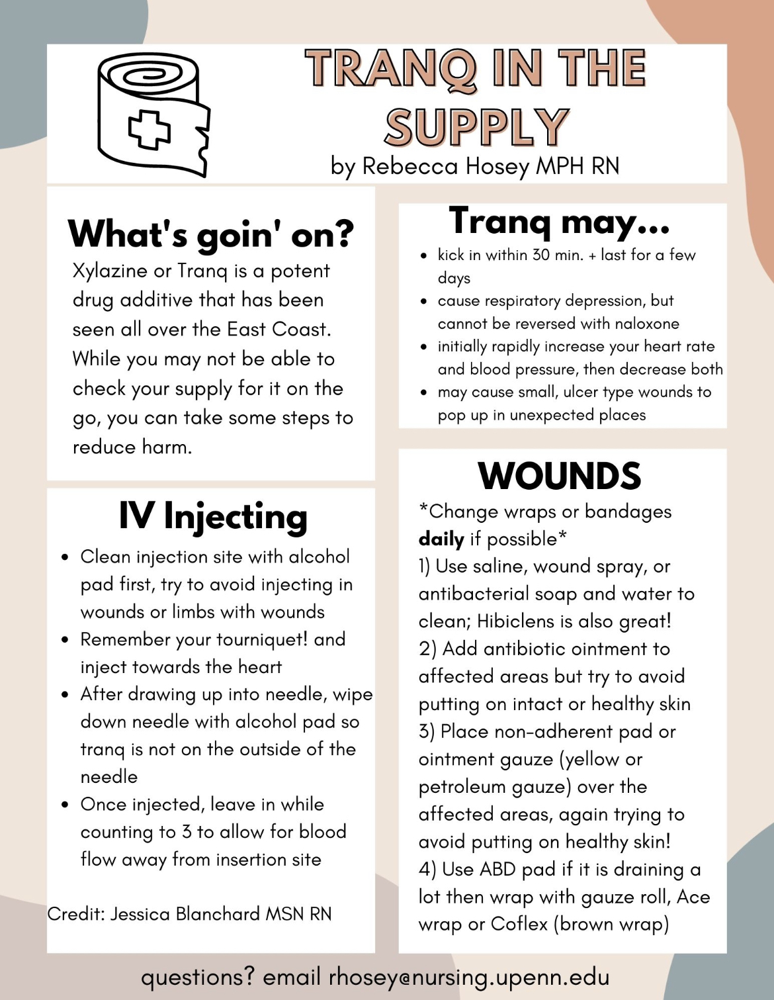 TRANQ IN THE
SUPPLY
by Rebecca Hosey MPH RN
What's goin' on?
Xylazine or Tranq is a potent
drug additive that has been
seen all over the East Coast.
While you may not be able to
check your supply for it on the
go, you can take some steps to
reduce harm.
Tranq may...
• kick in within 30 min. + last for a few
days
• cause respiratory depression, but
cannot be reversed with naloxone
• initially rapidly increase your heart rate
and blood pressure, then decrease both
• may cause small, ulcer type wounds to
pop up in unexpected places
IV Injecting
• Clean injection site with alcohol
pad first, try to avoid injecting in
wounds or limbs with wounds
• Remember your tourniquet! and
inject towards the heart
• After drawing up into needle, wipe
down needle with alcohol pad so
tranq is not on the outside of the
needle
• Once injected, leave in while
counting to 3 to allow for blood
flow away from insertion site
Credit: Jessica Blanchard MSN RN
WOUNDS
*Change wraps or bandages
daily if possible*
1) Use saline, wound spray, or
antibacterial soap and water to
clean; Hibiclens is also great!
2) Add antibiotic ointment to
affected areas but try to avoid
putting on intact or healthy skin
3) Place non-adherent pad or
ointment gauze (yellow or
petroleum gauze) over the
affected areas, again trying to
avoid putting on healthy skin!
4) Use ABD pad if it is draining a
lot then wrap with gauze roll, Ace
wrap or Coflex (brown wrap)
questions? email rhosey@nursing.upenn.edu